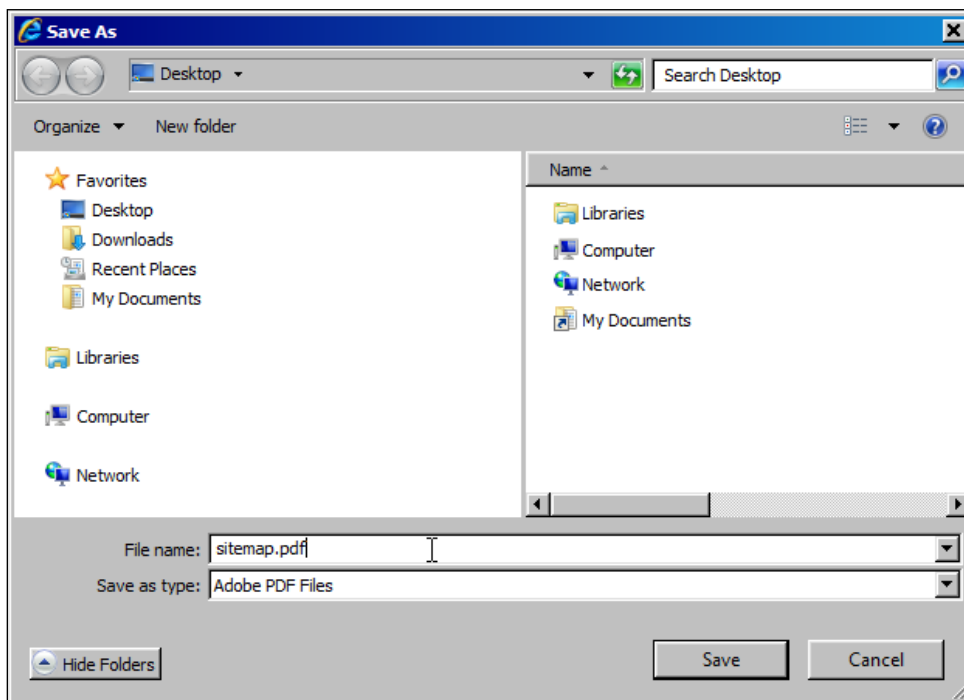 Save As
Desktop
Search Desktop
Organize
New folder
Favorites
Desktop
Downloads
Recent Places
My Documents
Libraries
Computer
Network
Name
Libraries
Computer
Network
My Documents
File name: sitemap.pdf
Save as type: Adobe PDF Files
Hide Folders
Save
Cancel